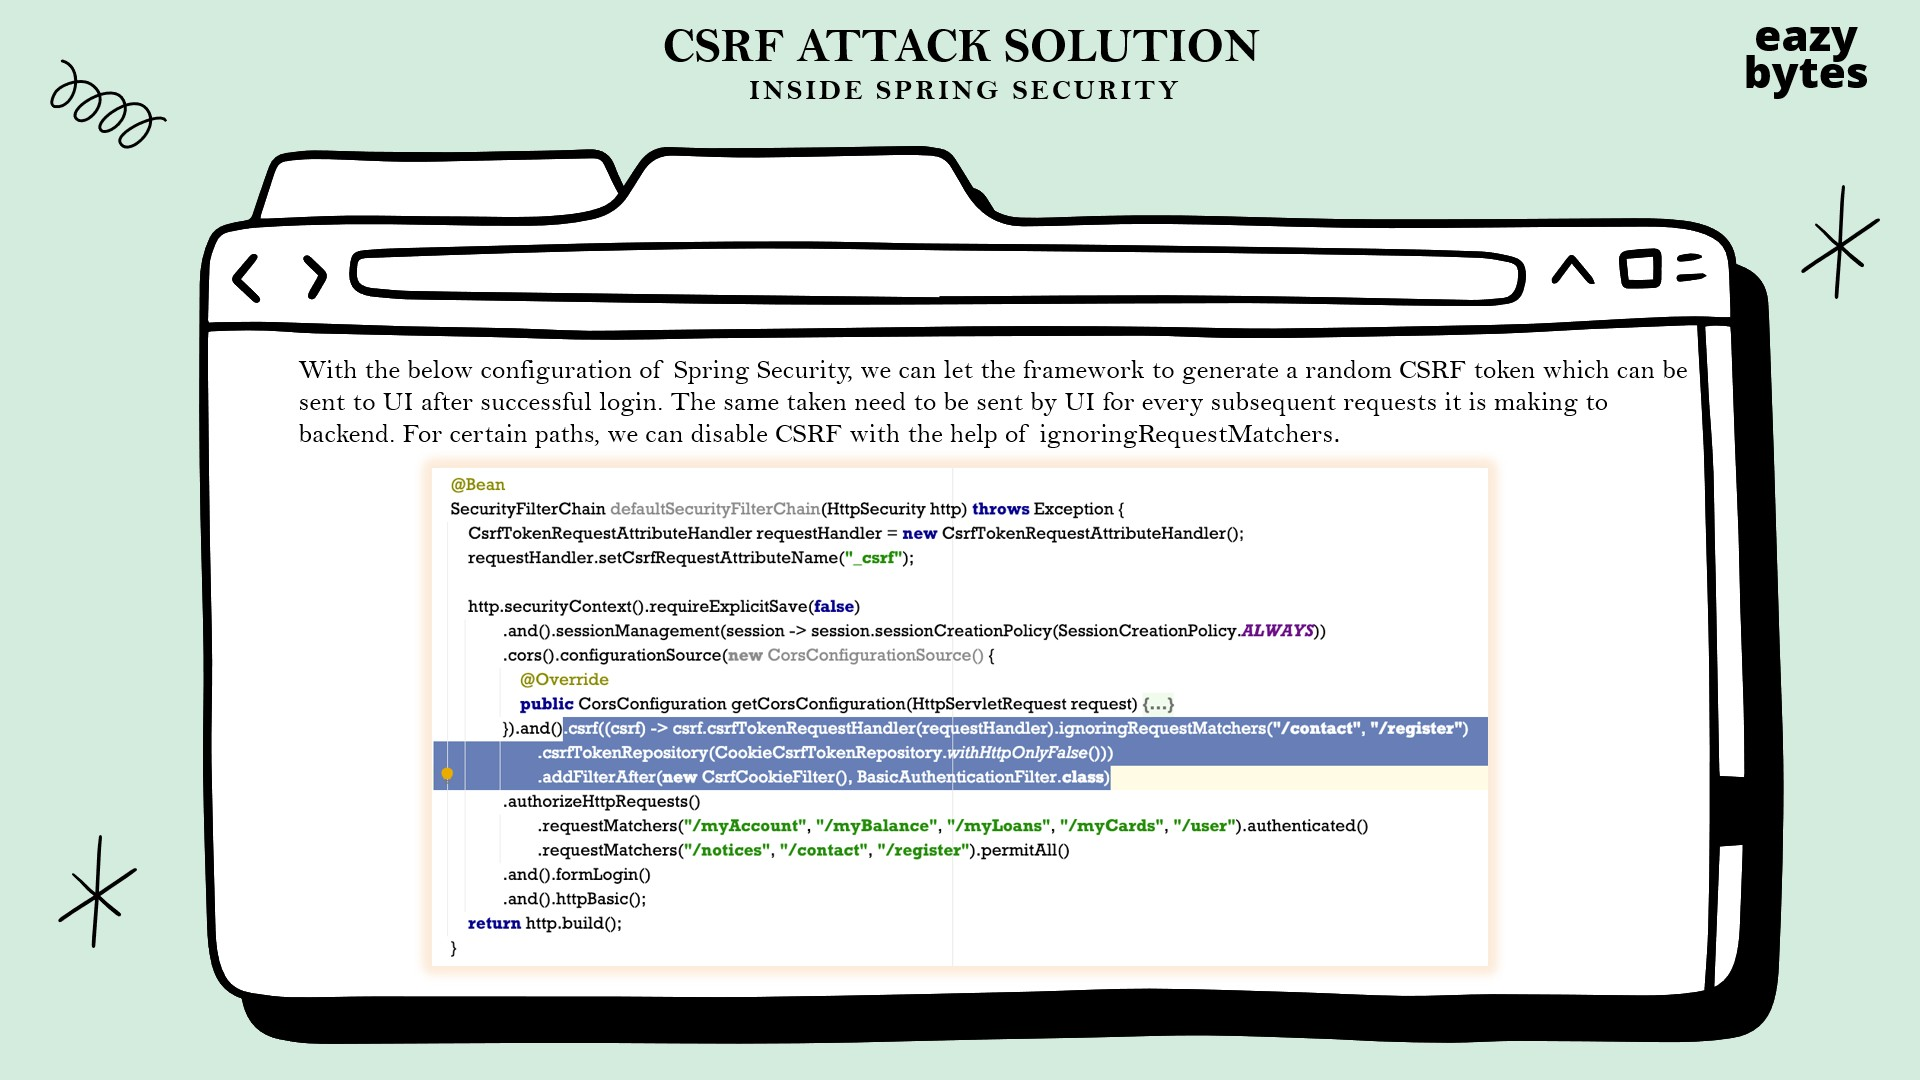 CSRF ATTACK SOLUTION
INSIDE SPRING SECURITY
eazy
bytes
With the below configuration of Spring Security, we can let the framework to generate a random CSRF token which can be
sent to UI after successful login. The same taken need to be sent by UI for every subsequent requests it is making to
backend. For certain paths, we can disable CSRF with the help of ignoringRequestMatchers.
@Bean
SecurityFilterChain defaultSecurityFilterChain(HttpSecurity http) throws Exception {
CsrfTokenRequestAttributeHandler requestHandler = new CsrfTokenRequestAttributeHandler();
requestHandler.setCsrfRequestAttributeName("_csrf");
http.securityContext().requireExplicitSave(false)
.and().sessionManagement(session -> session.sessionCreationPolicy(SessionCreationPolicy.ALWAYS))
.cors().configurationSource(new CorsConfigurationSource() {
@Override
public CorsConfiguration getCorsConfiguration(HttpServletRequest request) {...}
}).and().csrf((csrf) -> csrf.csrfTokenRequestHandler(requestHandler).ignoringRequestMatchers("/contact", "/register")
.csrfTokenRepository(CookieCsrfTokenRepository.withHttpOnlyFalse()))
.addFilterAfter(new CsrfCookieFilter(), BasicAuthenticationFilter.class)
.authorizeHttpRequests()
.requestMatchers("/myAccount", "/myBalance", "/myLoans", "/myCards", "/user").authenticated()
.requestMatchers("/notices", "/contact", "/register").permitAll()
.and().formLogin()
.and().httpBasic();
return http.build();
}